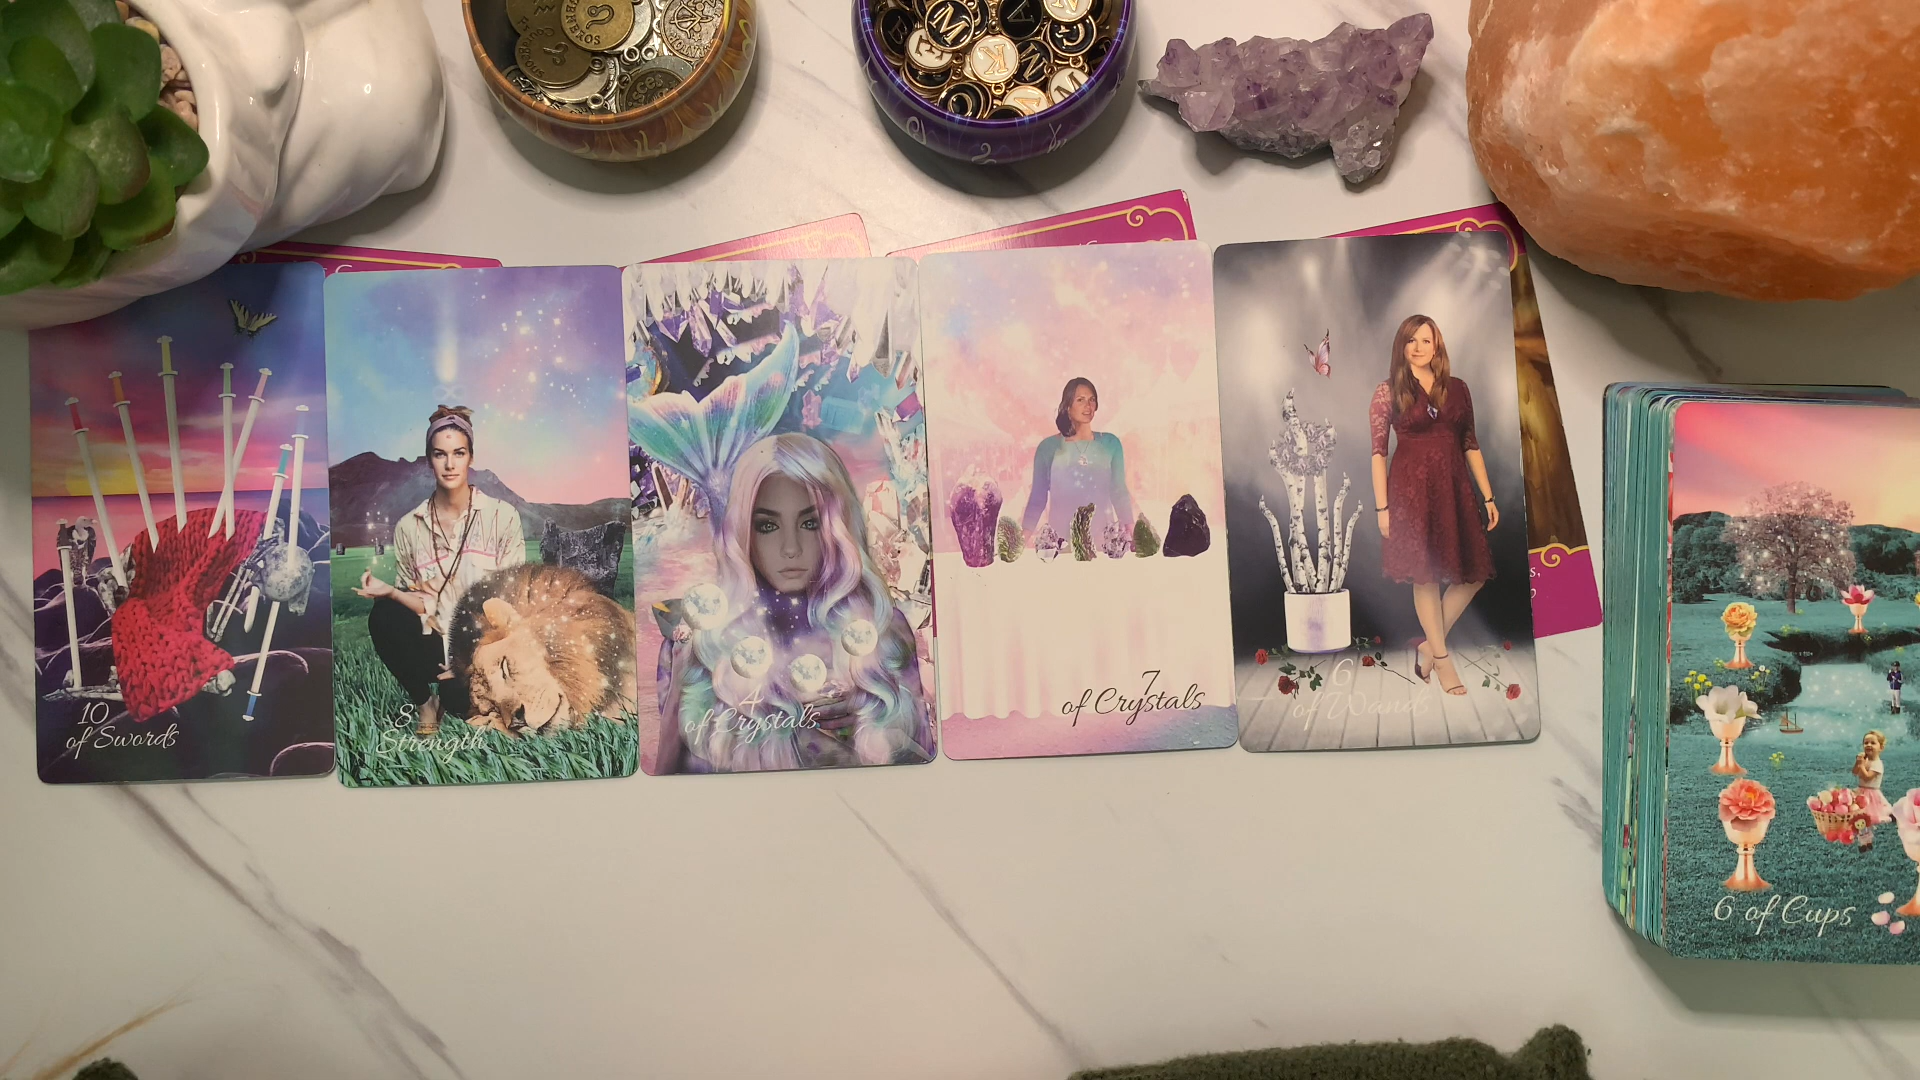 10
of Swords
8
Strength
4
of Crystals
7
of Crystals
6
of Wands
6 of Cups
M
K
A